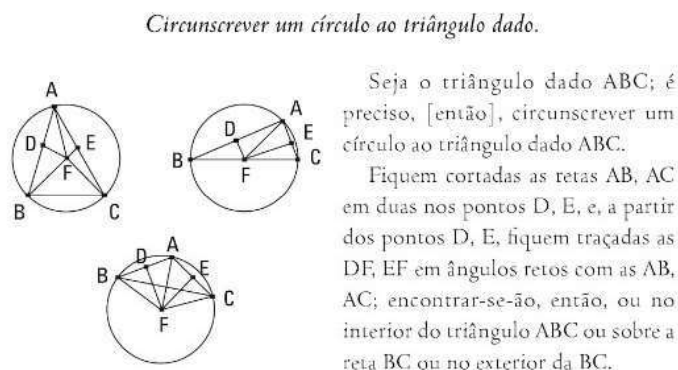 Circunscrever um círculo ao triângulo dado.
A
D
E
F
B
C
A
D
E
B
F
C
A
D
B
E
C
F
Seja o triângulo dado ABC; é
preciso, [então], circunscrever um
círculo ao triângulo dado ABC.
Fiquem cortadas as retas AB, AC
em duas nos pontos D, E, e, a partir
dos pontos D, E, fiquem traçadas as
DF, EF em ângulos retos com as AB,
AC; encontrar-se-ão, então, ou no
interior do triângulo ABC ou sobre a
reta BC ou no exterior da BC.